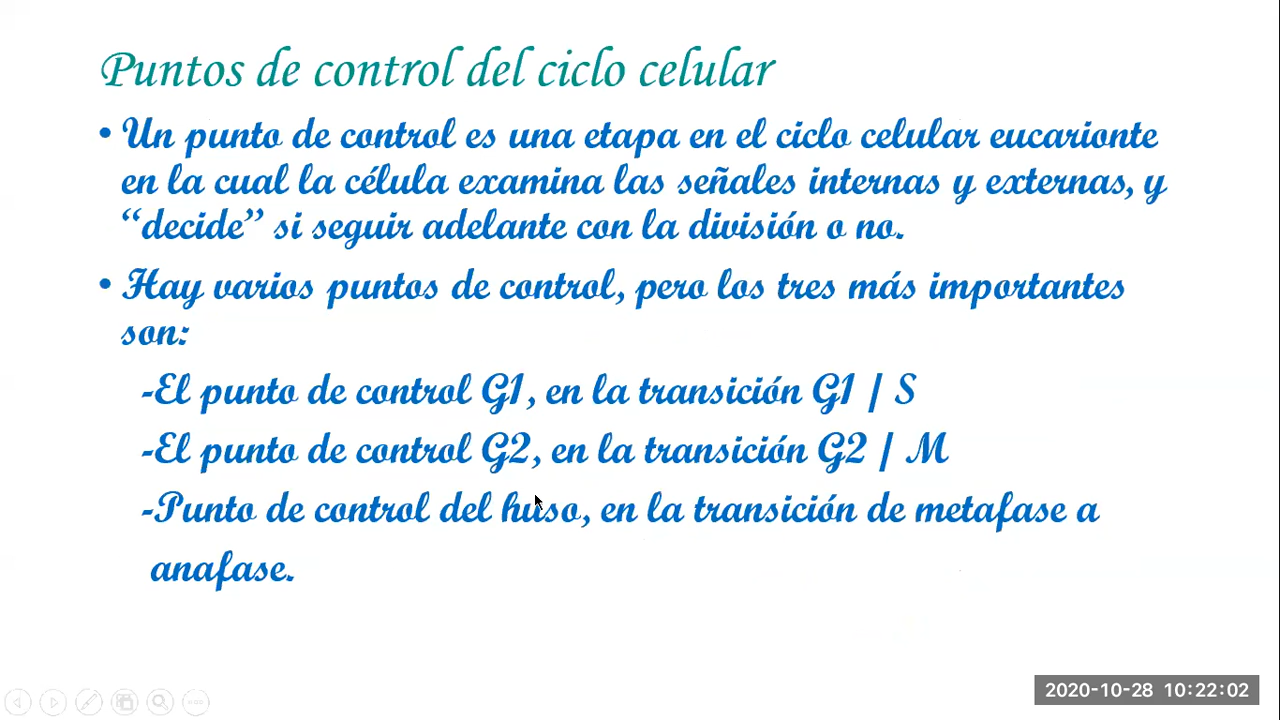 Puntos de control del ciclo celular
• Un punto de control es una etapa en el ciclo celular eucarionte
en la cual la célula examina las señales internas y externas, y
“decide” si seguir adelante con la división o no.
• Hay varios puntos de control, pero los tres más importantes
son:
-El punto de control G1, en la transición G1 / S
-El punto de control G2, en la transición G2 / M
-Punto de control del huso, en la transición de metafase a
anafase.
2020-10-28 10:22:02